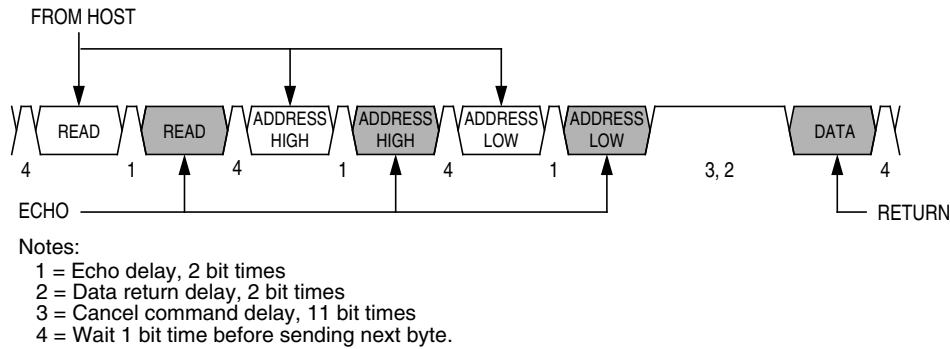 FROM HOST
READ READ ADDRESS HIGH ADDRESS HIGH ADDRESS LOW ADDRESS LOW DATA
4 1 4 1 4 1 3, 2 4
ECHO RETURN
Notes:
1 = Echo delay, 2 bit times
2 = Data return delay, 2 bit times
3 = Cancel command delay, 11 bit times
4 = Wait 1 bit time before sending next byte.